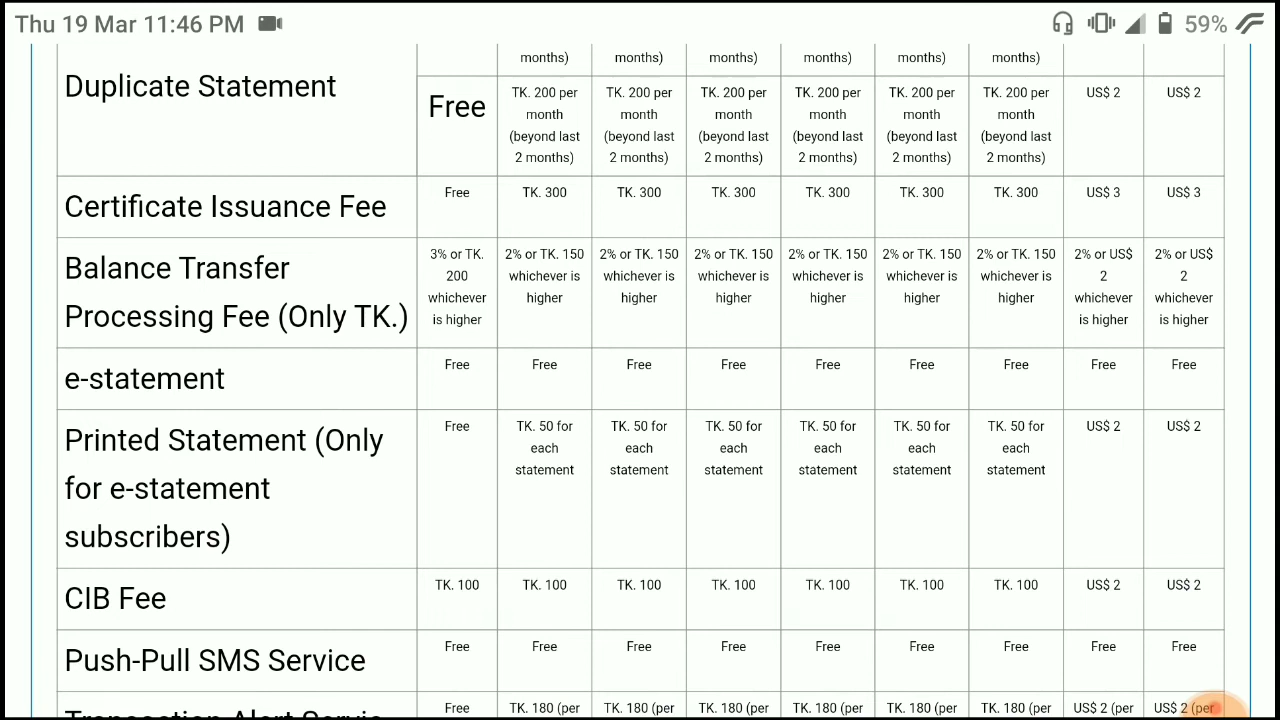 Thu 19 Mar 11:46 PM 59%
months) months) months) months) months) months)
Duplicate Statement
Free
TK. 200 per month (beyond last 2 months)
TK. 200 per month (beyond last 2 months)
TK. 200 per month (beyond last 2 months)
TK. 200 per month (beyond last 2 months)
TK. 200 per month (beyond last 2 months)
TK. 200 per month (beyond last 2 months)
US$ 2
US$ 2
Certificate Issuance Fee
Free TK. 300 TK. 300 TK. 300 TK. 300 TK. 300 TK. 300 US$ 3 US$ 3
Balance Transfer
Processing Fee (Only TK.)
3% or TK. 200 whichever is higher
2% or TK. 150 whichever is higher
2% or TK. 150 whichever is higher
2% or TK. 150 whichever is higher
2% or TK. 150 whichever is higher
2% or TK. 150 whichever is higher
2% or TK. 150 whichever is higher
2% or US$ 2 whichever is higher
2% or US$ 2 whichever is higher
e-statement
Free Free Free Free Free Free Free Free Free
Printed Statement (Only
for e-statement
subscribers)
Free
TK. 50 for each statement
TK. 50 for each statement
TK. 50 for each statement
TK. 50 for each statement
TK. 50 for each statement
TK. 50 for each statement
US$ 2
US$ 2
CIB Fee
TK. 100 TK. 100 TK. 100 TK. 100 TK. 100 TK. 100 TK. 100 US$ 2 US$ 2
Push-Pull SMS Service
Free Free Free Free Free Free Free Free Free
Transaction Alert
Free TK. 180 (per TK. 180 (per TK. 180 (per TK. 180 (per TK. 180 (per TK. 180 (per US$ 2 (per US$ 2 (per